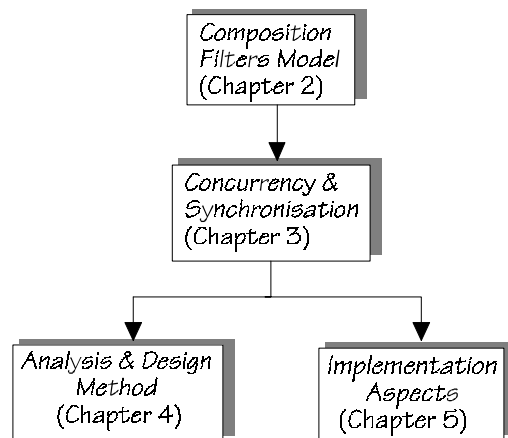 Composition
Filters Model
(Chapter 2)
Concurrency &
Synchronisation
(Chapter 3)
Analysis & Design
Method
(Chapter 4)
Implementation
Aspects
(Chapter 5)